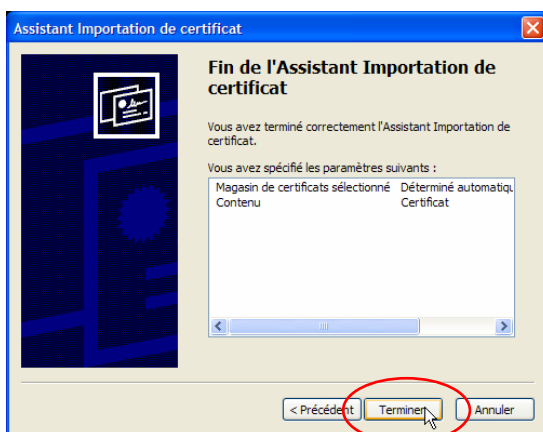 Assistant Importation de certificat
Fin de l'Assistant Importation de
certificat
Vous avez terminé correctement l'Assistant Importation de
certificat.
Vous avez spécifié les paramètres suivants :
Magasin de certificats sélectionné Déterminé automatiqu
Contenu Certificat
< Précédent Terminer Annuler